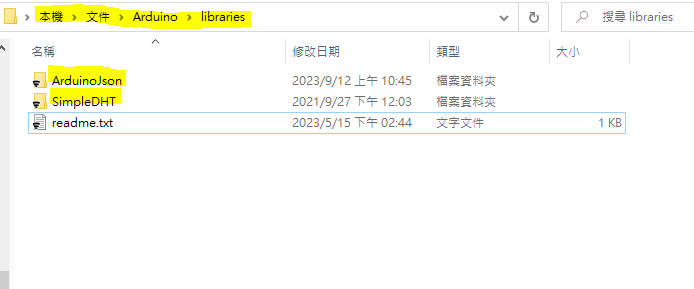 本機 > 文件 > Arduino > libraries
搜尋 libraries
名稱 修改日期 類型 大小
ArduinoJson 2023/9/12 上午 10:45 檔案資料夾
SimpleDHT 2021/9/27 下午 12:03 檔案資料夾
readme.txt 2023/5/15 下午 02:44 文字文件 1 KB